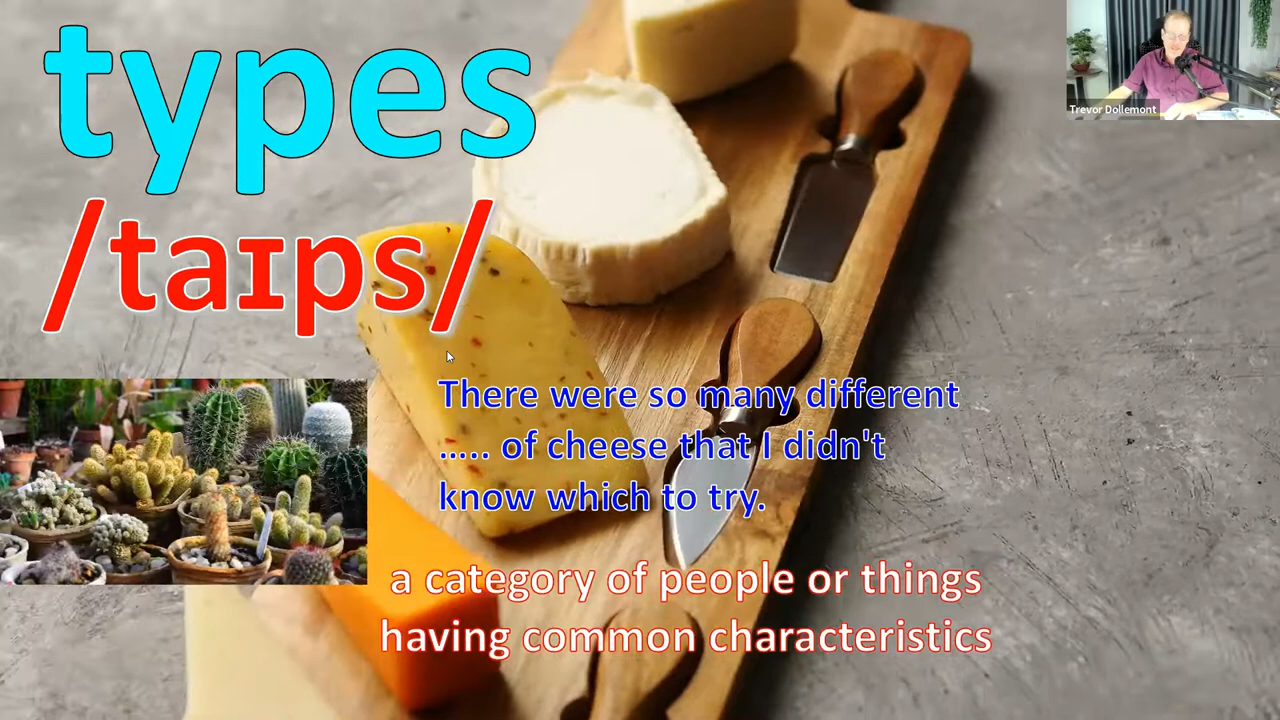 types
/taɪps/
Trevor Dollemont
There were so many different
..... of cheese that I didn't
know which to try.
a category of people or things
having common characteristics